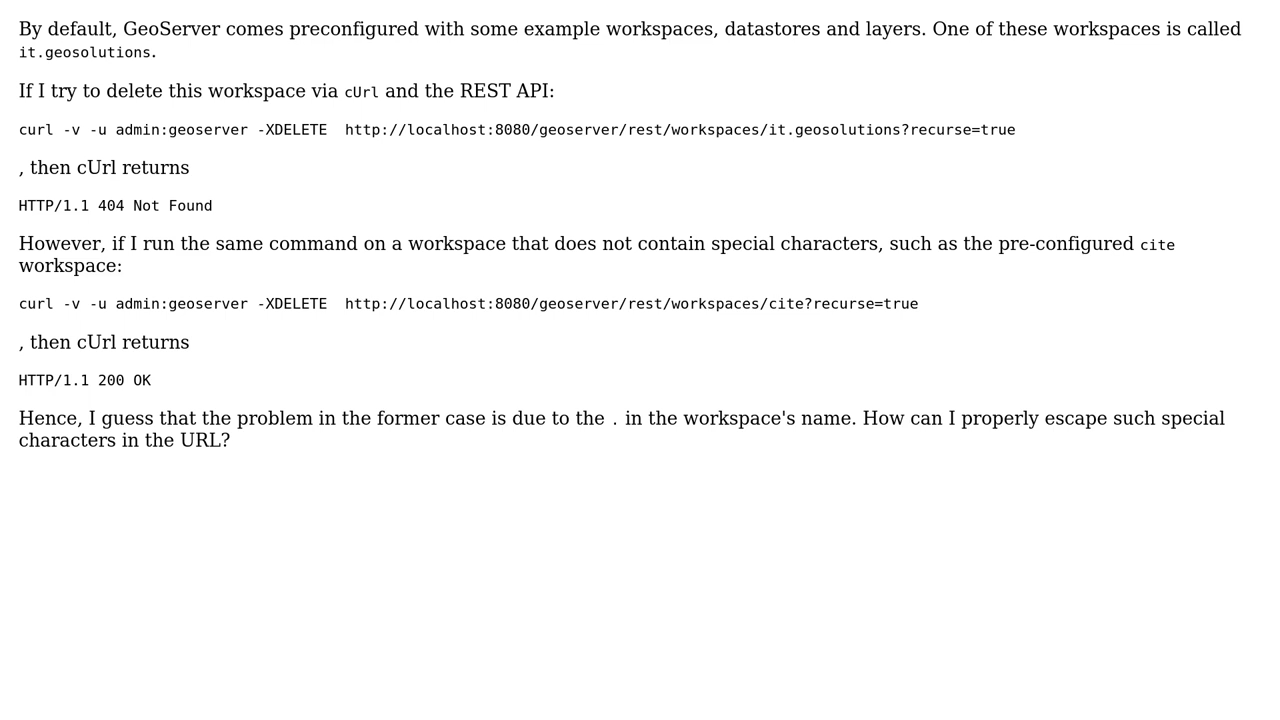 By default, GeoServer comes preconfigured with some example workspaces, datastores and layers. One of these workspaces is called
it.geosolutions.
If I try to delete this workspace via cUrl and the REST API:
curl -v -u admin:geoserver -XDELETE  http://localhost:8080/geoserver/rest/workspaces/it.geosolutions?recurse=true
, then cUrl returns
HTTP/1.1 404 Not Found
However, if I run the same command on a workspace that does not contain special characters, such as the pre-configured cite
workspace:
curl -v -u admin:geoserver -XDELETE  http://localhost:8080/geoserver/rest/workspaces/cite?recurse=true
, then cUrl returns
HTTP/1.1 200 OK
Hence, I guess that the problem in the former case is due to the . in the workspace's name. How can I properly escape such special
characters in the URL?